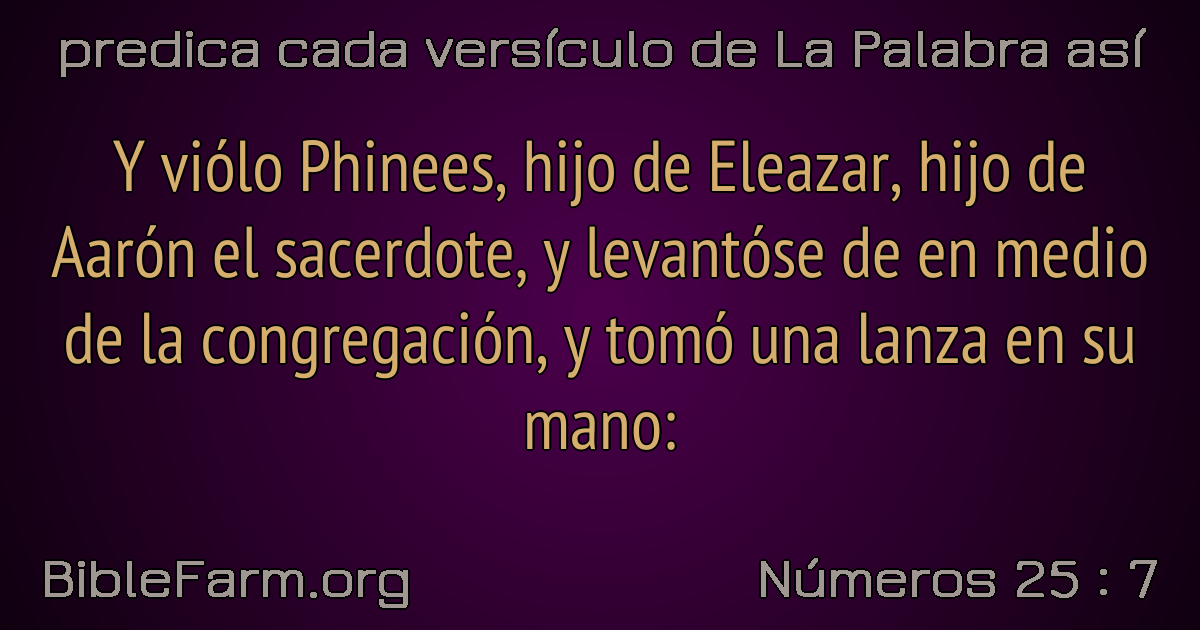 predica cada versículo de La Palabra así
Y viólo Phinees, hijo de Eleazar, hijo de
Aarón el sacerdote, y levantóse de en medio
de la congregación, y tomó una lanza en su
mano:
BibleFarm.org
Números 25 : 7